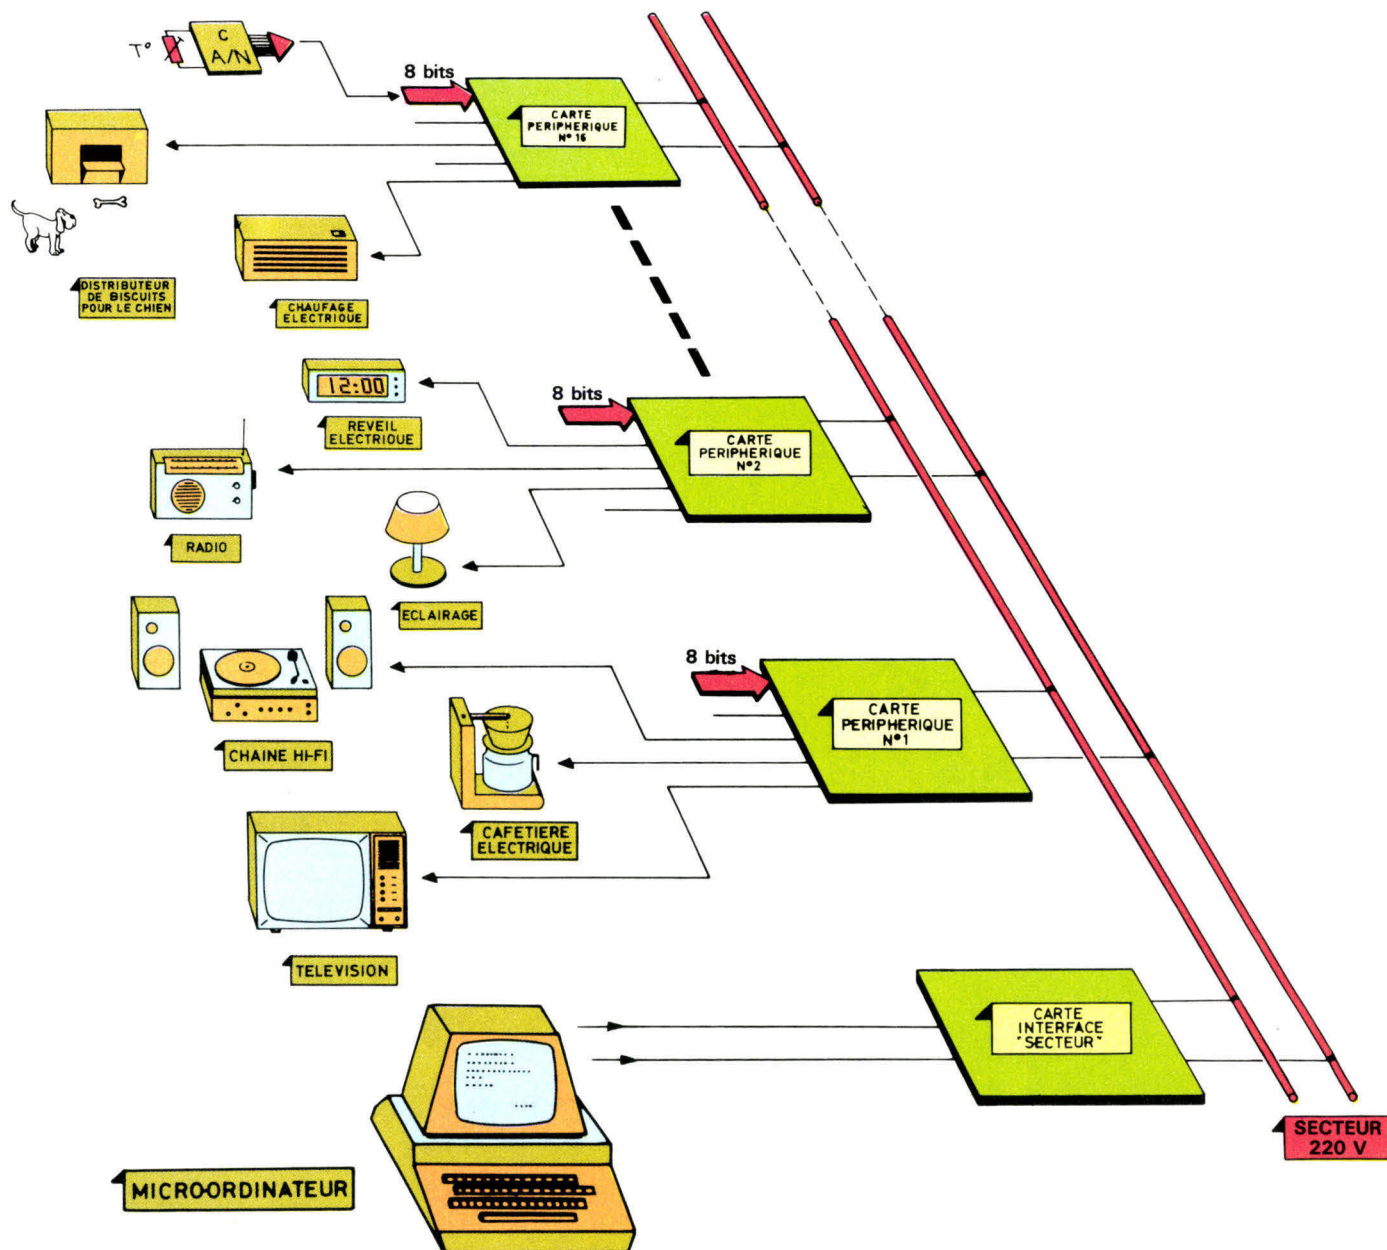 T°
C
A/N
8 bits
CARTE
PERIPHERIQUE
N° 16
DISTRIBUTEUR
DE BISCUITS
POUR LE CHIEN
CHAUFAGE
ELECTRIQUE
12:00
REVEIL
ELECTRIQUE
8 bits
CARTE
PERIPHERIQUE
N° 2
RADIO
ECLAIRAGE
8 bits
CARTE
PERIPHERIQUE
N° 1
CHAINE HI-FI
CAFETIERE
ELECTRIQUE
TELEVISION
CARTE
INTERFACE
"SECTEUR"
SECTEUR
220 V
MICRO-ORDINATEUR